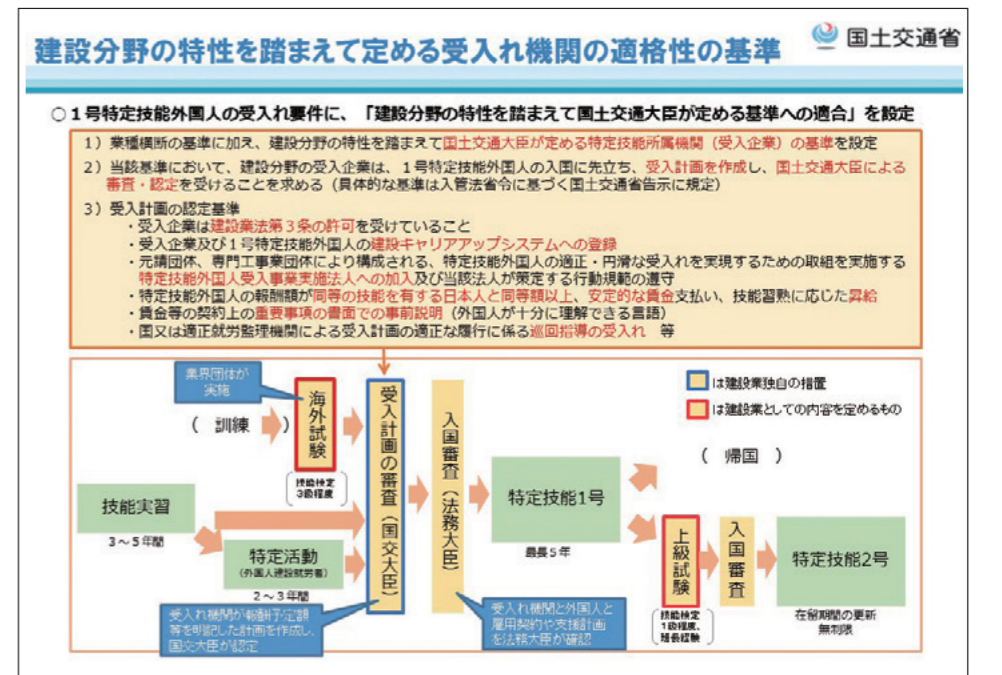 建設分野の特性を踏まえて定める受入れ機関の適格性の基準
国土交通省
○１号特定技能外国人の受入れ要件に、「建設分野の特性を踏まえて国土交通大臣が定める基準への適合」を設定
１）業種横断の基準に加え、建設分野の特性を踏まえて国土交通大臣が定める特定技能所属機関（受入企業）の基準を設定
２）当該基準において、建設分野の受入企業は、１号特定技能外国人の入国に先立ち、受入計画を作成し、国土交通大臣による
審査・認定を受けることを求める（具体的な基準は入管法省令に基づく国土交通省告示に規定）
３）受入計画の認定基準
・受入企業は建設業法第３条の許可を受けていること
・受入企業及び１号特定技能外国人の建設キャリアアップシステムへの登録
・元請団体、専門工事業団体により構成される、特定技能外国人の適正・円滑な受入れを実現するための取組を実施する
特定技能外国人受入事業実施法人への加入及び当該法人が策定する行動規範の遵守
・特定技能外国人の報酬額が同等の技能を有する日本人と同等額以上、安定的な賃金支払い、技能習熟に応じた昇給
・賃金等の契約上の重要事項の書面での事前説明（外国人が十分に理解できる言語）
・国又は適正就労監理機関による受入計画の適正な履行に係る巡回指導の受入れ　等
業界団体が
実施
は建設業独自の措置
は建設業としての内容を定めるもの
（　訓練　）
海外試験
（技能検定
３級程度）
受入計画の審査（国交大臣）
入国審査（法務大臣）
（　帰国　）
技能実習
３～５年間
特定活動
（外国人建設就労者）
２～３年間
特定技能1号
最長５年
上級試験
（技能検定
１級程度、
班長経験）
入国審査
特定技能2号
在留期間の更新
無制限
受入れ機関が報酬予定額
等を明記した計画を作成し、
国交大臣が認定
受入れ機関と外国人と
雇用契約や支援計画
を法務大臣が確認